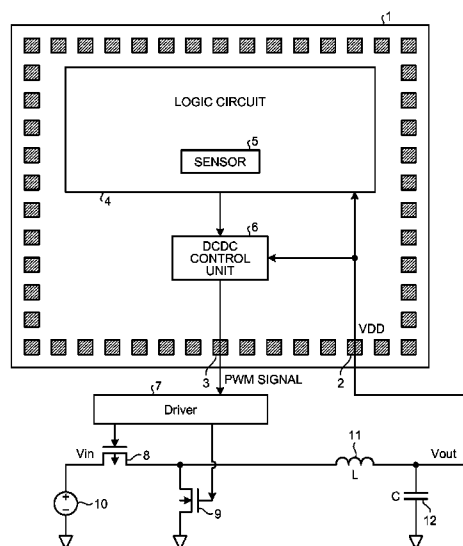 1
LOGIC CIRCUIT
5
SENSOR
4
6
DCDC
CONTROL
UNIT
VDD
3
PWM SIGNAL
2
7
Driver
11
Vin
8
L
Vout
10
9
C
12